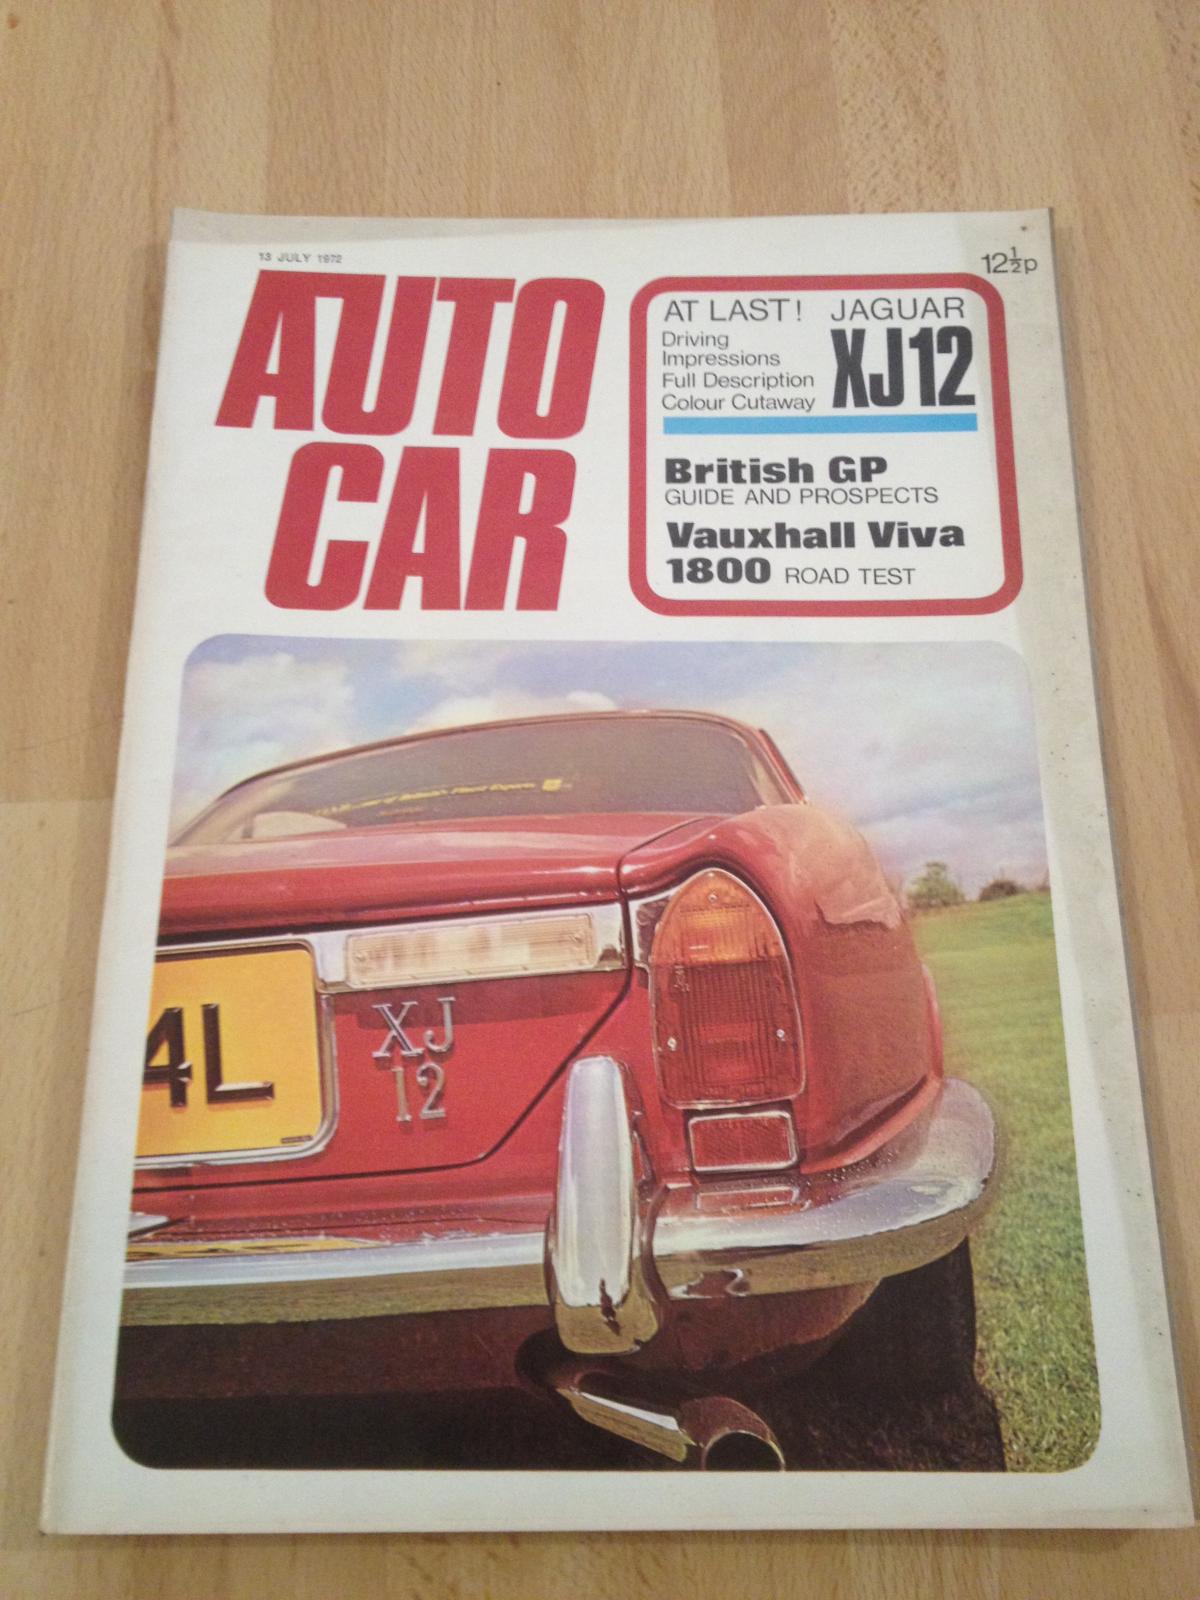 13 JULY 1972
12½p
AUTO
CAR
AT LAST! JAGUAR
XJ12
Driving
Impressions
Full Description
Colour Cutaway
British GP
GUIDE AND PROSPECTS
Vauxhall Viva
1800 ROAD TEST
4L
XJ
12